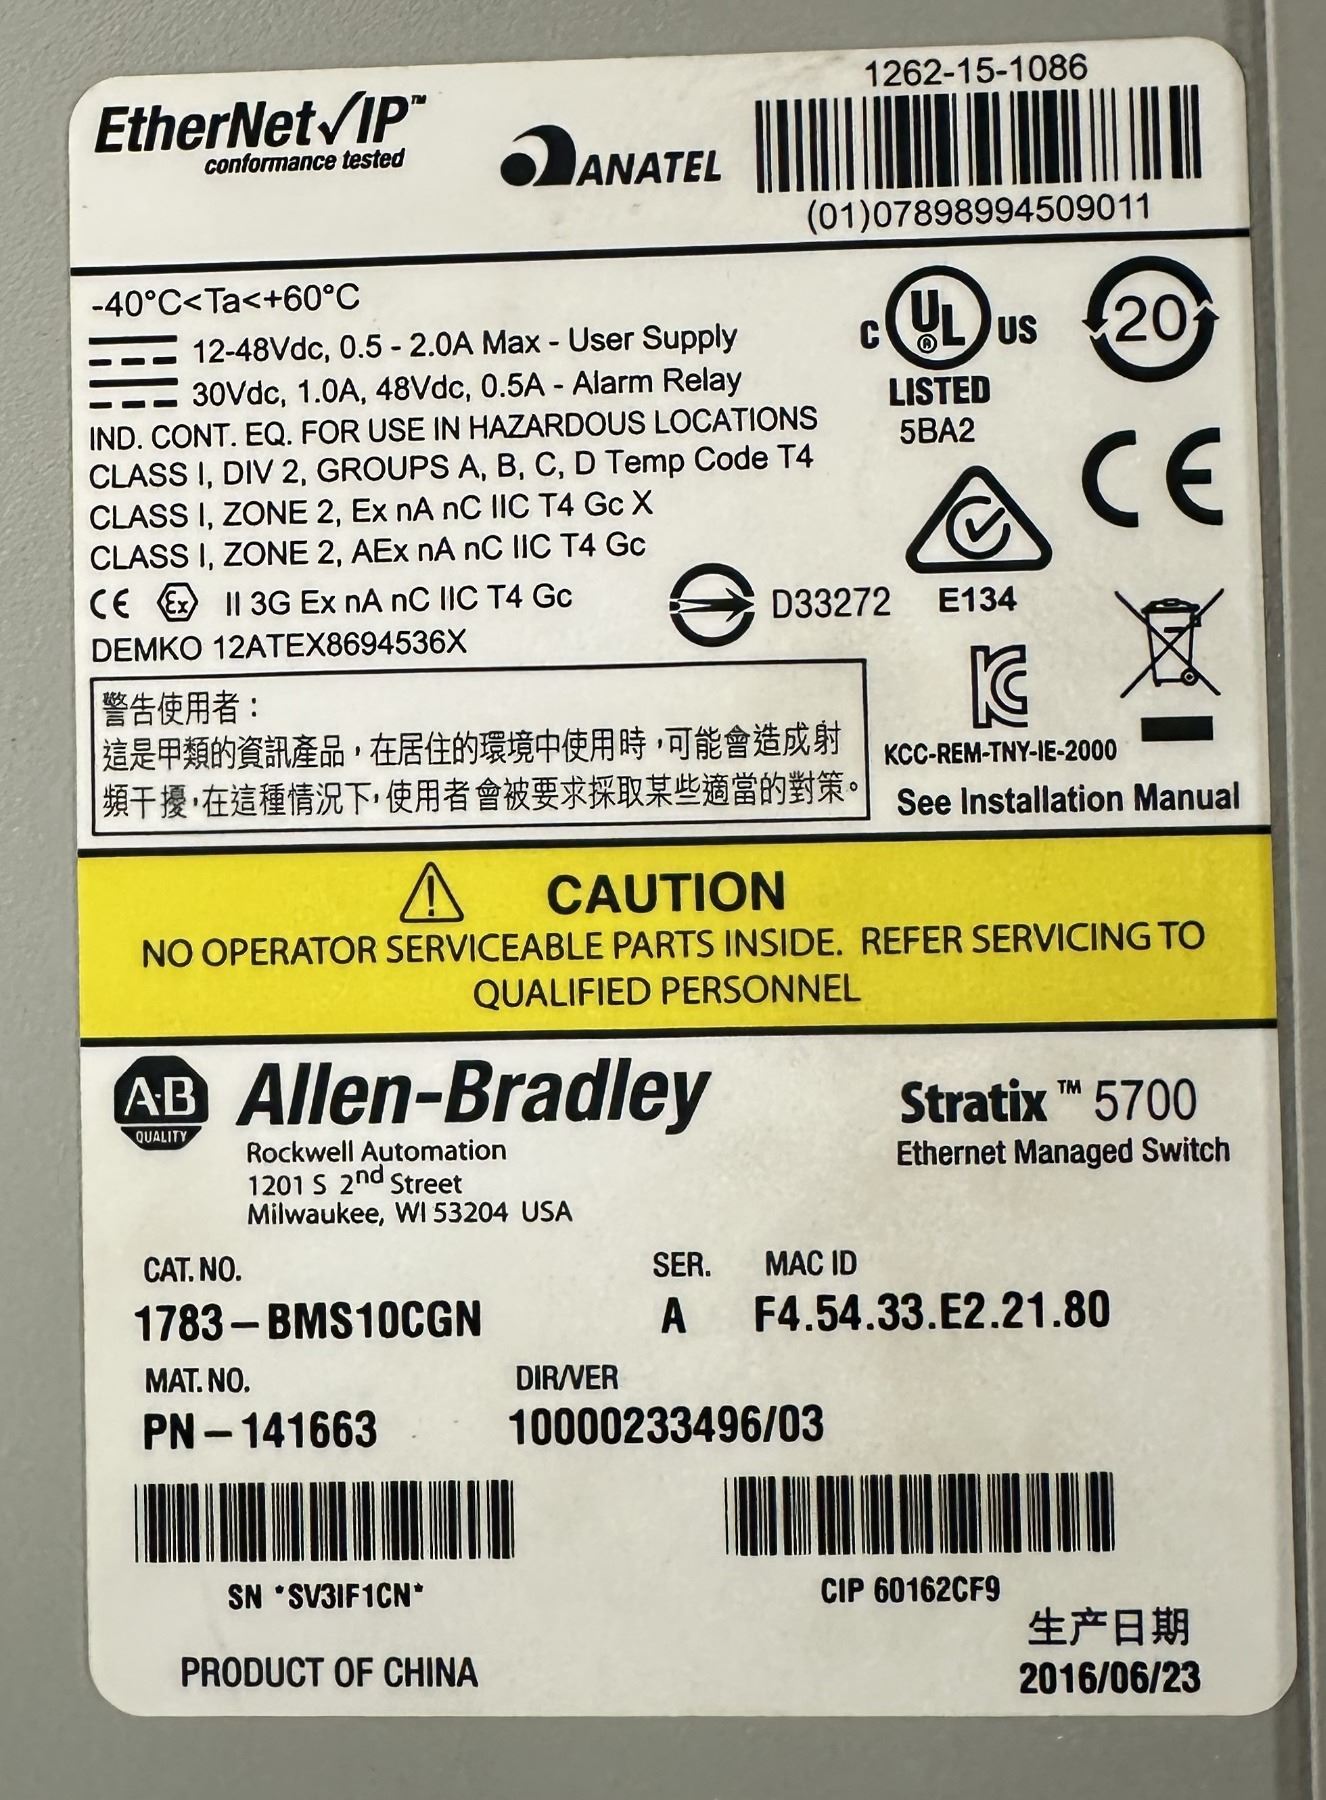 EtherNet/IP™
conformance tested
ANATEL
1262-15-1086
(01)07898994509011
-40°C<Ta<+60°C
12-48Vdc, 0.5 - 2.0A Max - User Supply
30Vdc, 1.0A, 48Vdc, 0.5A - Alarm Relay
IND. CONT. EQ. FOR USE IN HAZARDOUS LOCATIONS
CLASS I, DIV 2, GROUPS A, B, C, D Temp Code T4
CLASS I, ZONE 2, Ex nA nC IIC T4 Gc X
CLASS I, ZONE 2, AEx nA nC IIC T4 Gc
CE Ex II 3G Ex nA nC IIC T4 Gc
DEMKO 12ATEX8694536X
C UL ® US
LISTED
5BA2
20
CE
D33272
E134
KC
KCC-REM-TNY-IE-2000
See Installation Manual
警告使用者：
這是甲類的資訊產品，在居住的環境中使用時，可能會造成射
頻干擾，在這種情況下，使用者會被要求採取某些適當的對策。
CAUTION
NO OPERATOR SERVICEABLE PARTS INSIDE. REFER SERVICING TO
QUALIFIED PERSONNEL
A·B
QUALITY
Allen-Bradley
Rockwell Automation
1201 S 2nd Street
Milwaukee, WI 53204 USA
Stratix™ 5700
Ethernet Managed Switch
CAT. NO. SER. MAC ID
1783-BMS10CGN A F4.54.33.E2.21.80
MAT. NO. DIR/VER
PN-141663 10000233496/03
SN *SV3IF1CN*
CIP 60162CF9
PRODUCT OF CHINA
生产日期
2016/06/23